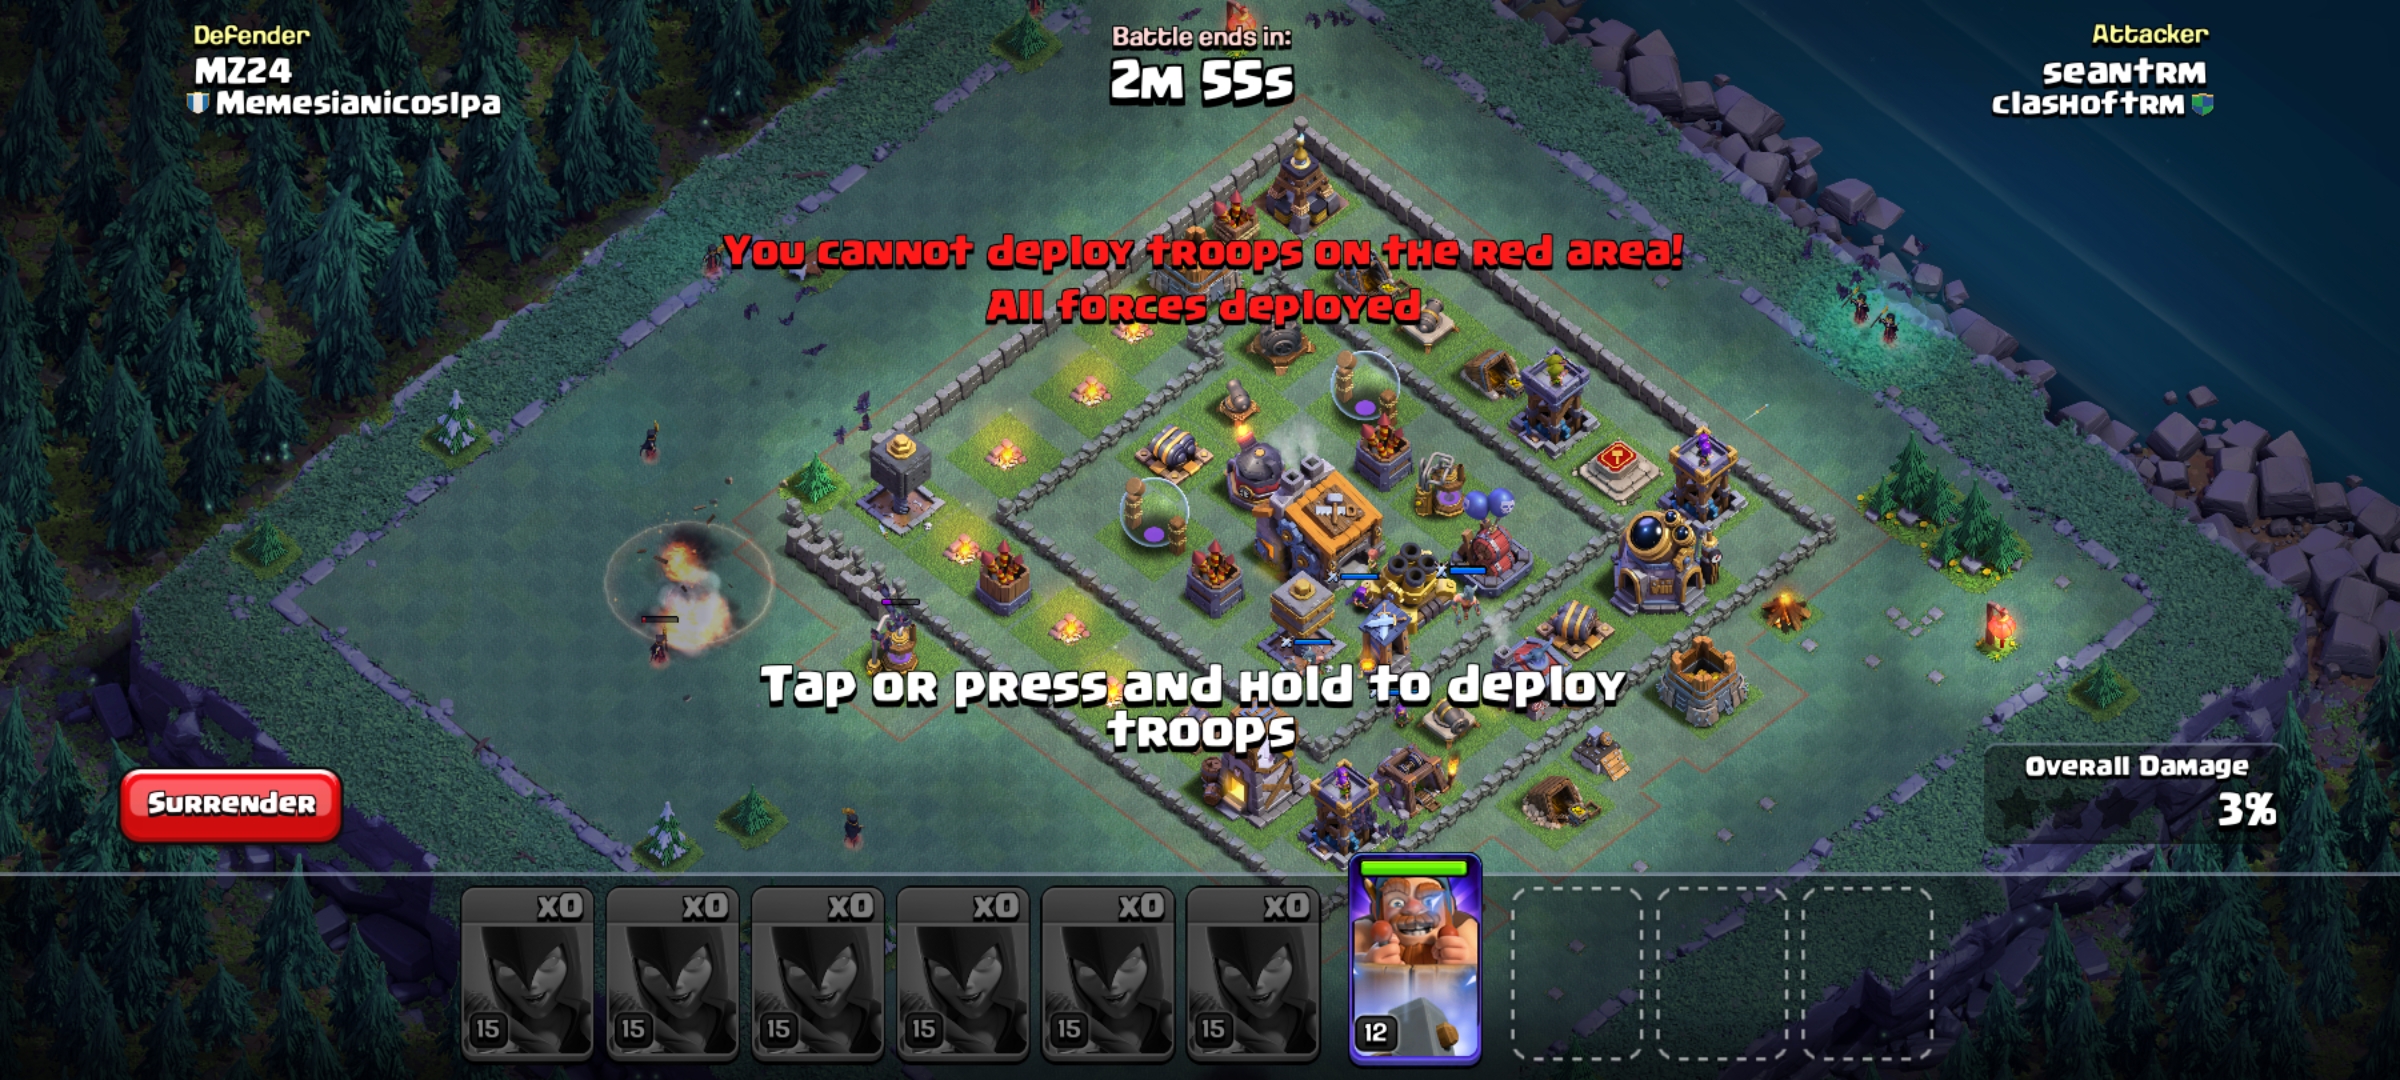 Defender
MZ24
Memesianicoslpa
Battle ends in:
2M 55s
Attacker
seantRM
clashoftRM
You cannot deploy troops on the red area!
All forces deployed
Tap or press and hold to deploy
troops
Surrender
Overall Damage
3%
x0
x0
x0
x0
x0
x0
15
15
15
15
15
15
12